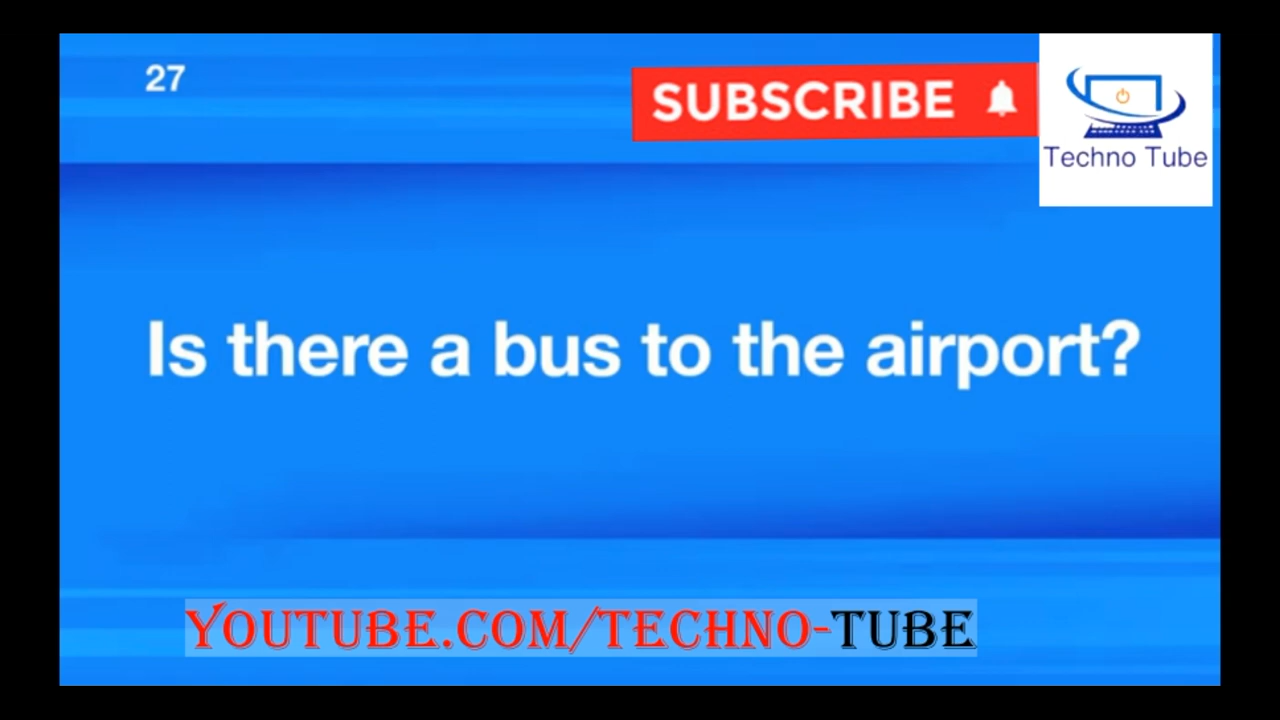 27
SUBSCRIBE
Techno Tube
Is there a bus to the airport?
YOUTUBE.COM/TECHNO-TUBE